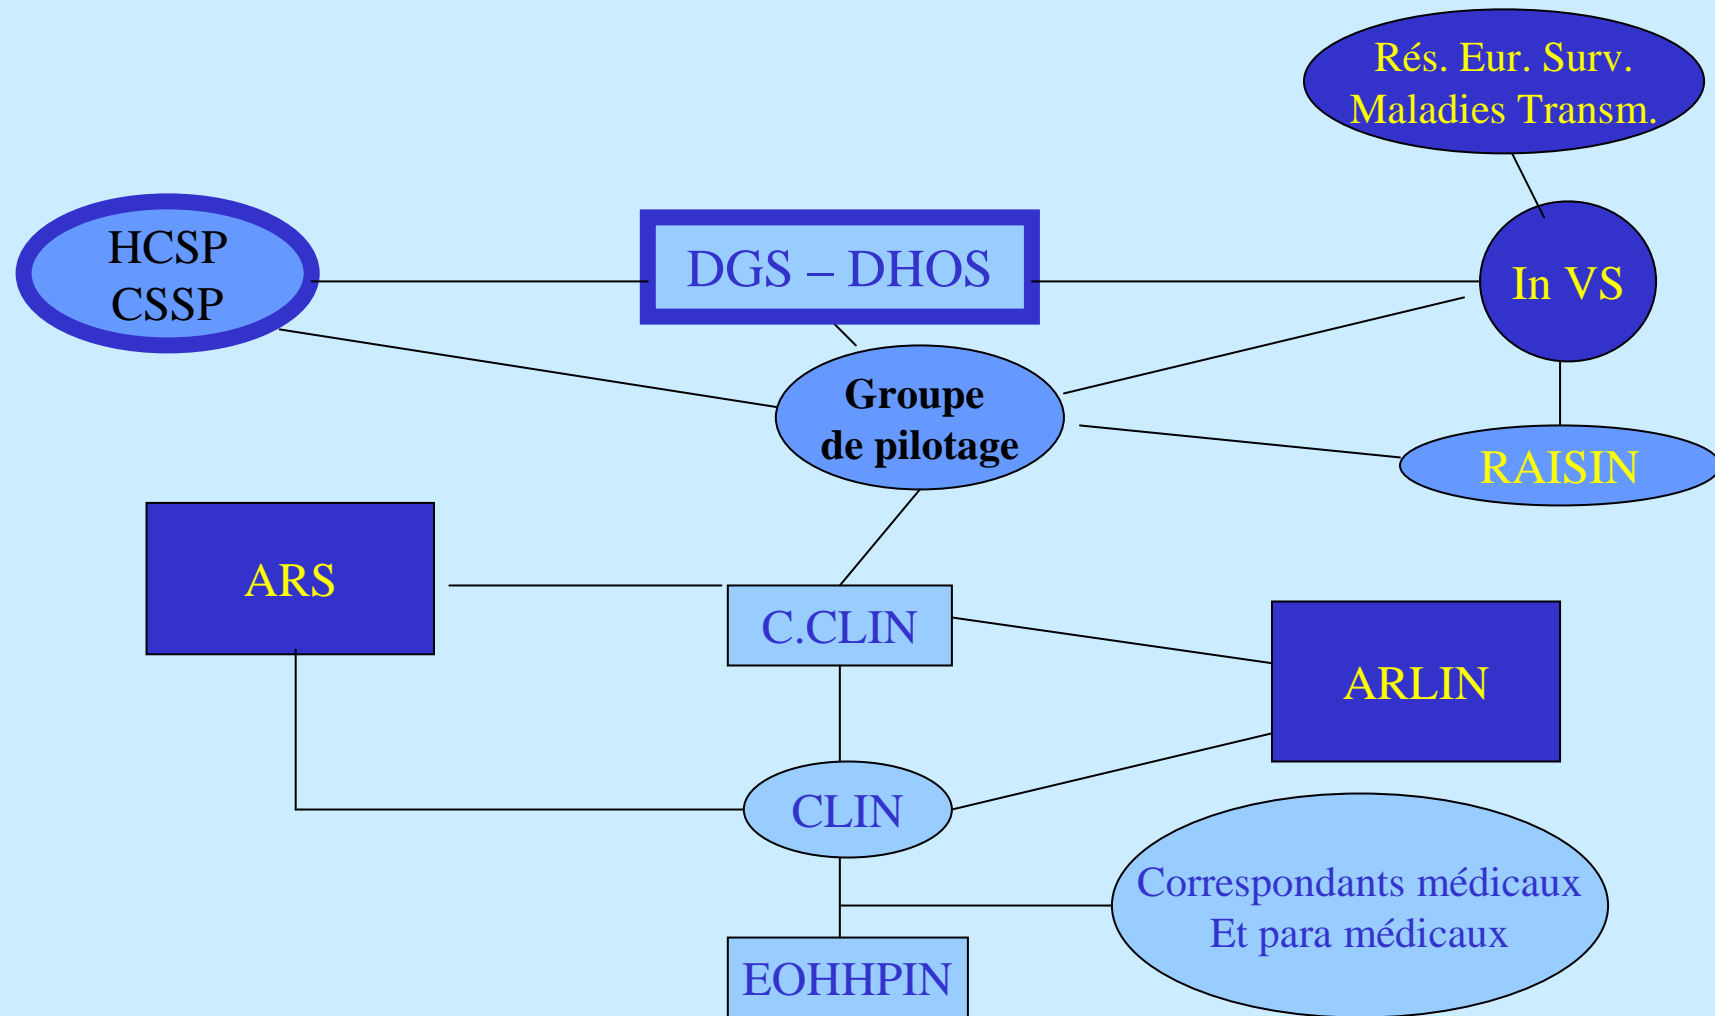 Rés. Eur. Surv.
Maladies Transm.
HCSP
CSSP
DGS – DHOS
In VS
Groupe
de pilotage
RAISIN
ARS
C.CLIN
ARLIN
CLIN
Correspondants médicaux
Et para médicaux
EOHHPIN